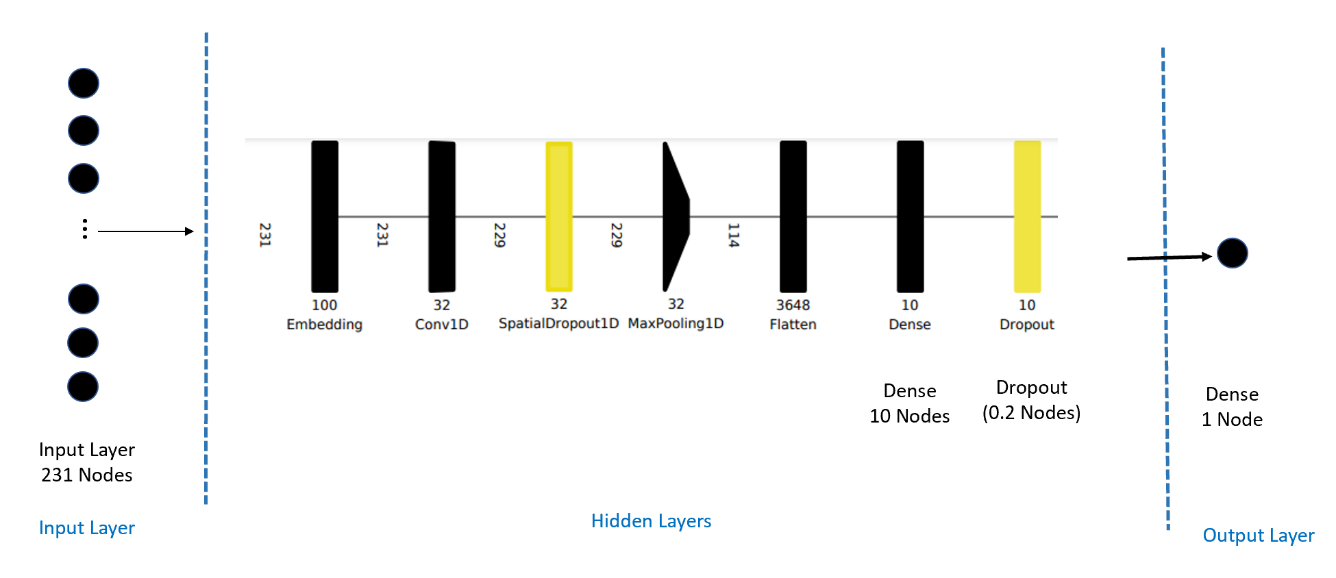 231
231
229
229
114
100
32
32
32
3648
10
10
Embedding
Conv1D
SpatialDropout1D
MaxPooling1D
Flatten
Dense
Dropout
Dense
10 Nodes
Dropout
(0.2 Nodes)
Dense
1 Node
Input Layer
231 Nodes
Input Layer
Hidden Layers
Output Layer